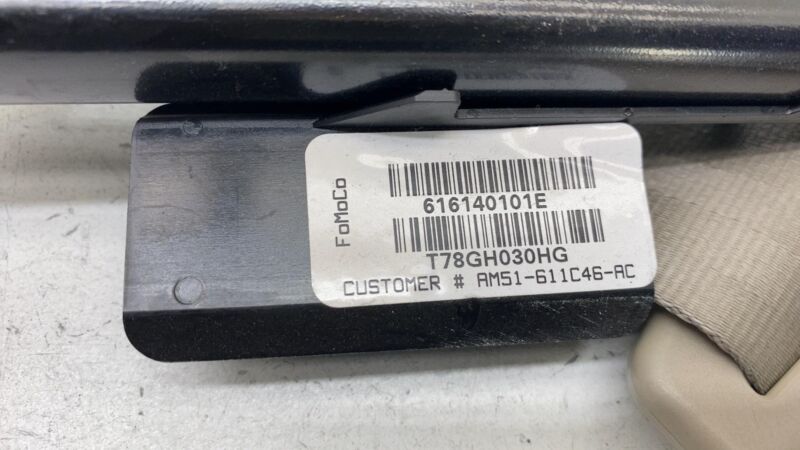 FoMoCo
616140101E
T78GH030HG
CUSTOMER # AM51-611C46-AC